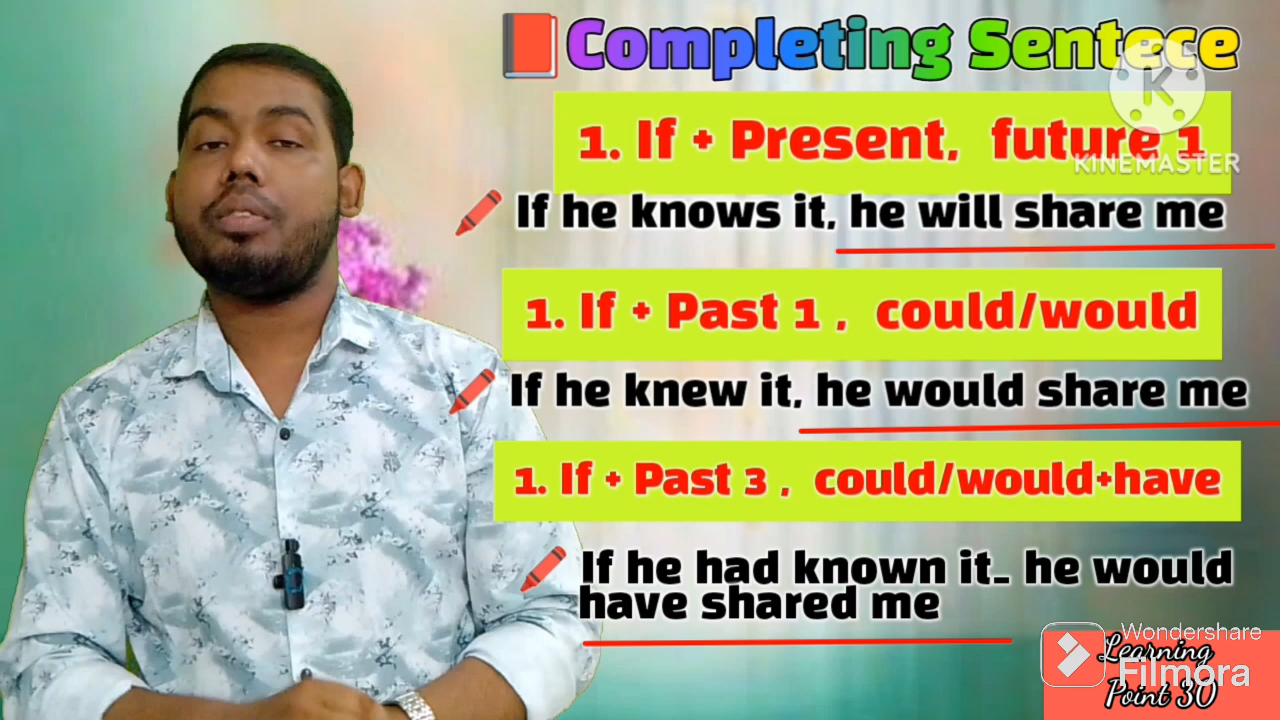 Completing Sentece
1. If + Present, future 1
KINEMASTER
If he knows it, he will share me
1. If + Past 1 , could/would
If he knew it, he would share me
1. If + Past 3 , could/would+have
If he had known it_ he would
have shared me
Wondershare
Filmora
Learning
Point 30